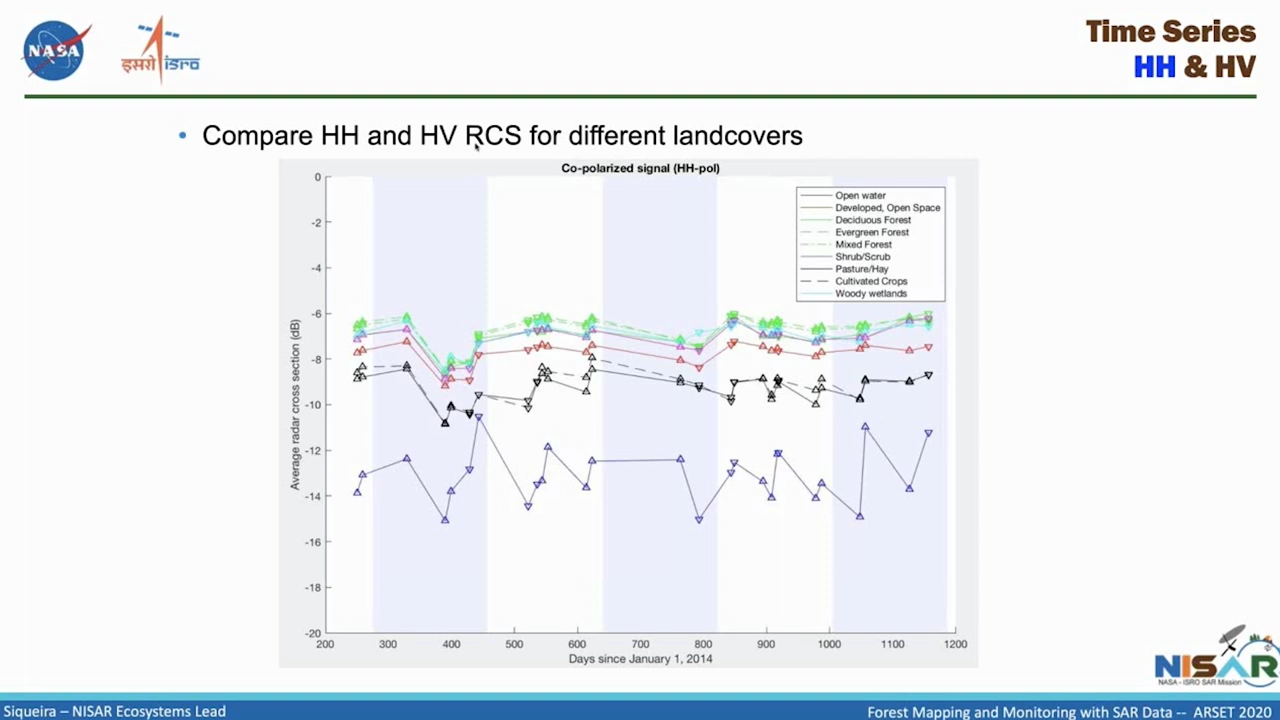 NASA
इसरो isro
Time Series
HH & HV
• Compare HH and HV RCS for different landcovers
Co-polarized signal (HH-pol)
Open water
Developed, Open Space
Deciduous Forest
Evergreen Forest
Mixed Forest
Shrub/Scrub
Pasture/Hay
Cultivated Crops
Woody wetlands
Average radar cross section (dB)
0
-2
-4
-6
-8
-10
-12
-14
-16
-18
-20
200 300 400 500 600 700 800 900 1000 1100 1200
Days since January 1, 2014
NISAR
NASA - ISRO SAR Mission
Siqueira – NISAR Ecosystems Lead
Forest Mapping and Monitoring with SAR Data -- ARSET 2020